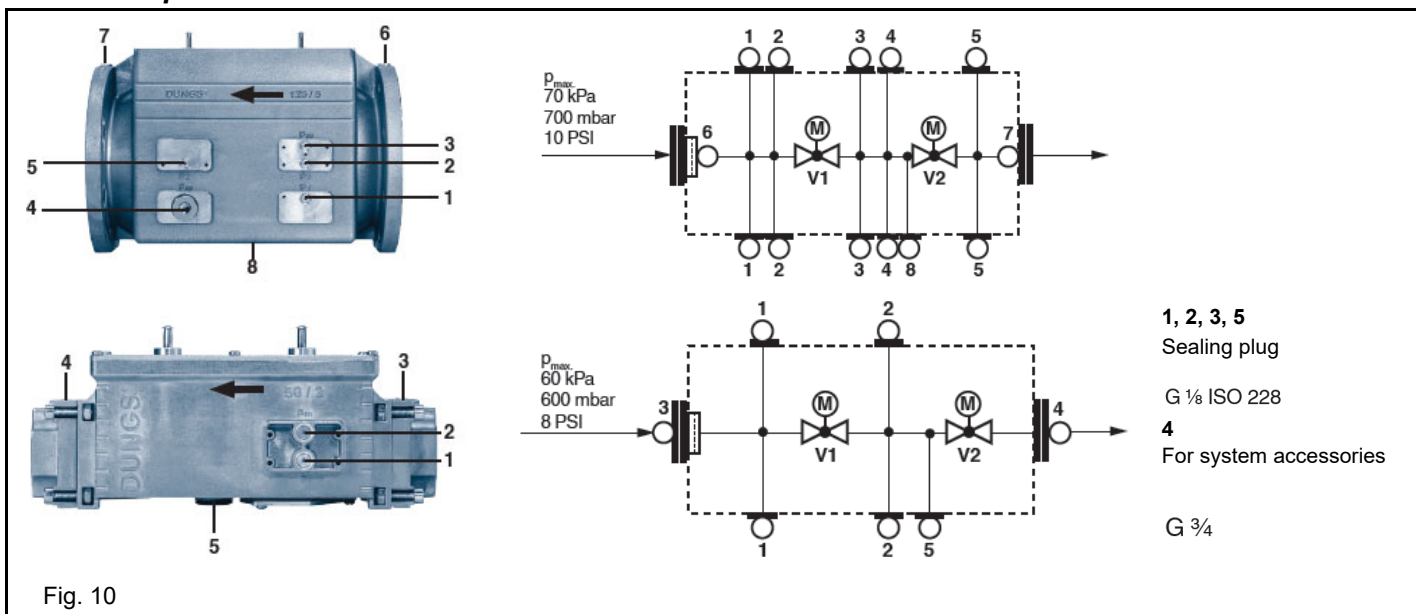 7
6
DUNGS
125 / 5
5
3
2
4
1
8
1 2 3 4 5
pmax.
70 kPa
700 mbar
10 PSI
6
M
M
7
V1
V2
1 2 3 4 8 5
4
3
DUNGS
50 / 2
2
1
5
1 2
pmax.
60 kPa
600 mbar
8 PSI
3
M
M
4
V1
V2
1 2 5
1, 2, 3, 5
Sealing plug
G ⅛ ISO 228
4
For system accessories
G ¾
Fig. 10